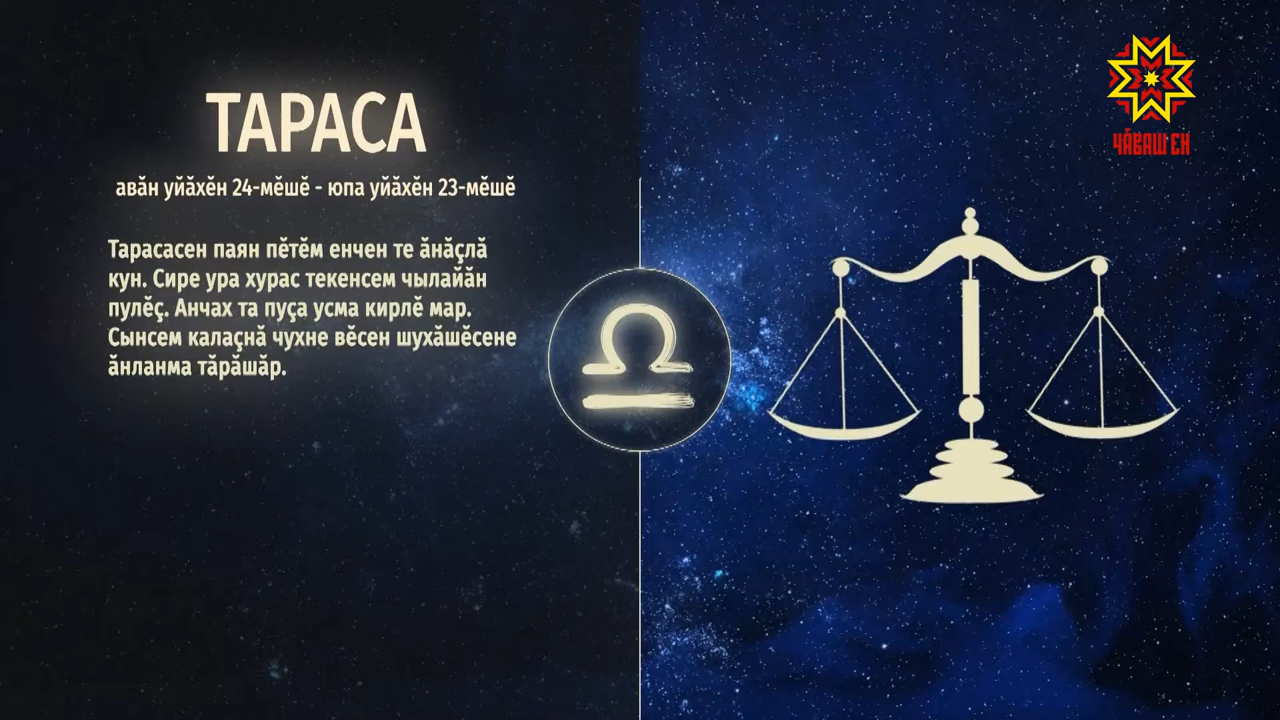 ТАРАСА
авӑн уйӑхӗн 24-мӗшӗ - юпа уйӑхӗн 23-мӗшӗ
Тарасасен паян пӗтӗм енчен те ӑнӑҫлӑ
кун. Сире ура хурас текенсем чылайӑн
пулӗҫ. Анчах та пуҫа усма кирлӗ мар.
Сынсем калаҫнӑ чухне вӗсен шухӑшӗсене
ӑнланма тӑрӑшӑр.
ЧӐВАШ ЕН